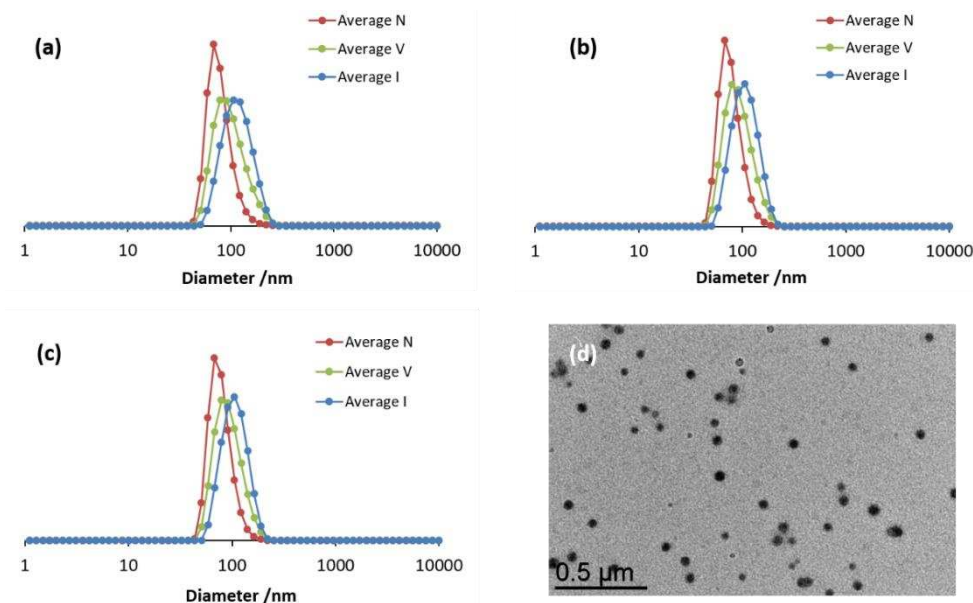 (a)
Average N
Average V
Average I
1 10 100 1000 10000
Diameter /nm
(b)
Average N
Average V
Average I
1 10 100 1000 10000
Diameter /nm
(c)
Average N
Average V
Average I
1 10 100 1000 10000
Diameter /nm
(d)
0.5 µm